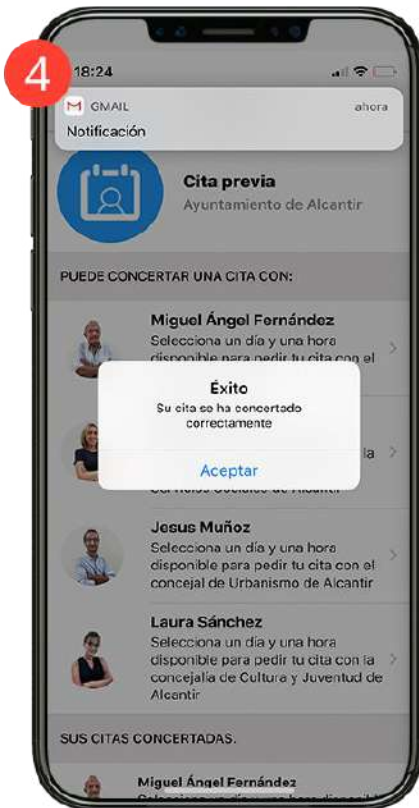 4
18:24
GMAIL ahora
Notificación
Cita previa
Ayuntamiento de Alcantir
PUEDE CONCERTAR UNA CITA CON:
Miguel Ángel Fernández
Selecciona un día y una hora
disponible para pedir tu cita con el
Éxito
Su cita se ha concertado
correctamente
la
Aceptar
Jesus Muñoz
Selecciona un día y una hora
disponible para pedir tu cita con el
concejal de Urbanismo de Alcantir
Laura Sánchez
Selecciona un día y una hora
disponible para pedir tu cita con la
concejalía de Cultura y Juventud de
Alcantir
SUS CITAS CONCERTADAS.
Miguel Ángel Fernández